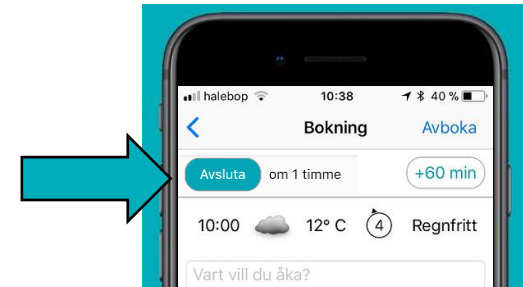 halebop 10:38 40 %
Bokning Avboka
Avsluta om 1 timme +60 min
10:00 12° C 4 Regnfritt
Vart vill du åka?